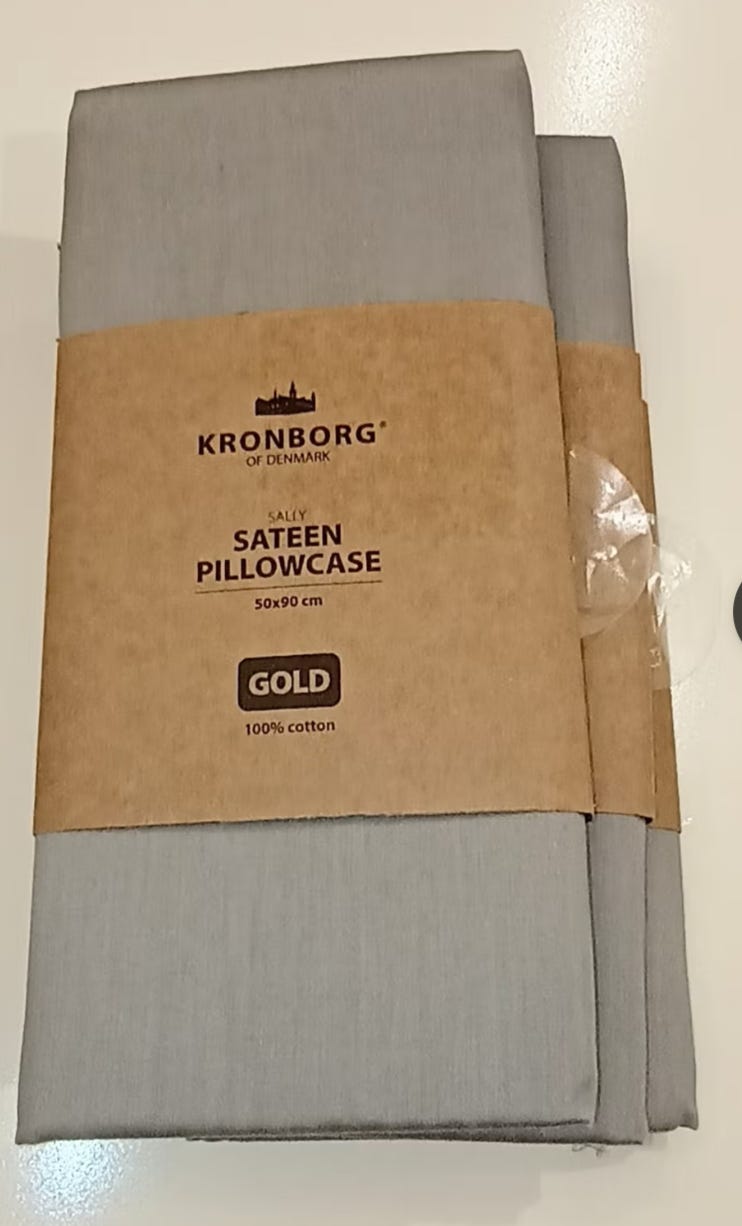 KRONBORG®
OF DENMARK
SALLY
SATEEN
PILLOWCASE
50x90 cm
GOLD
100% cotton